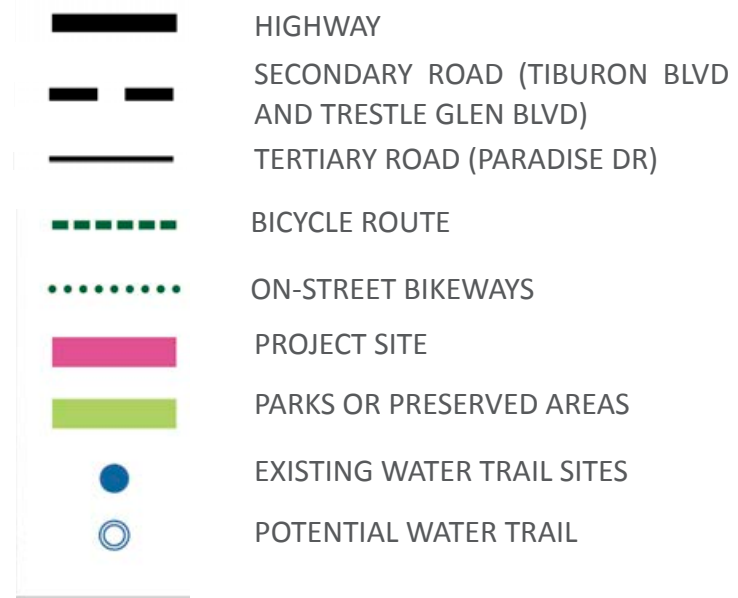 HIGHWAY
SECONDARY ROAD (TIBURON BLVD
AND TRESTLE GLEN BLVD)
TERTIARY ROAD (PARADISE DR)
BICYCLE ROUTE
ON-STREET BIKEWAYS
PROJECT SITE
PARKS OR PRESERVED AREAS
EXISTING WATER TRAIL SITES
POTENTIAL WATER TRAIL